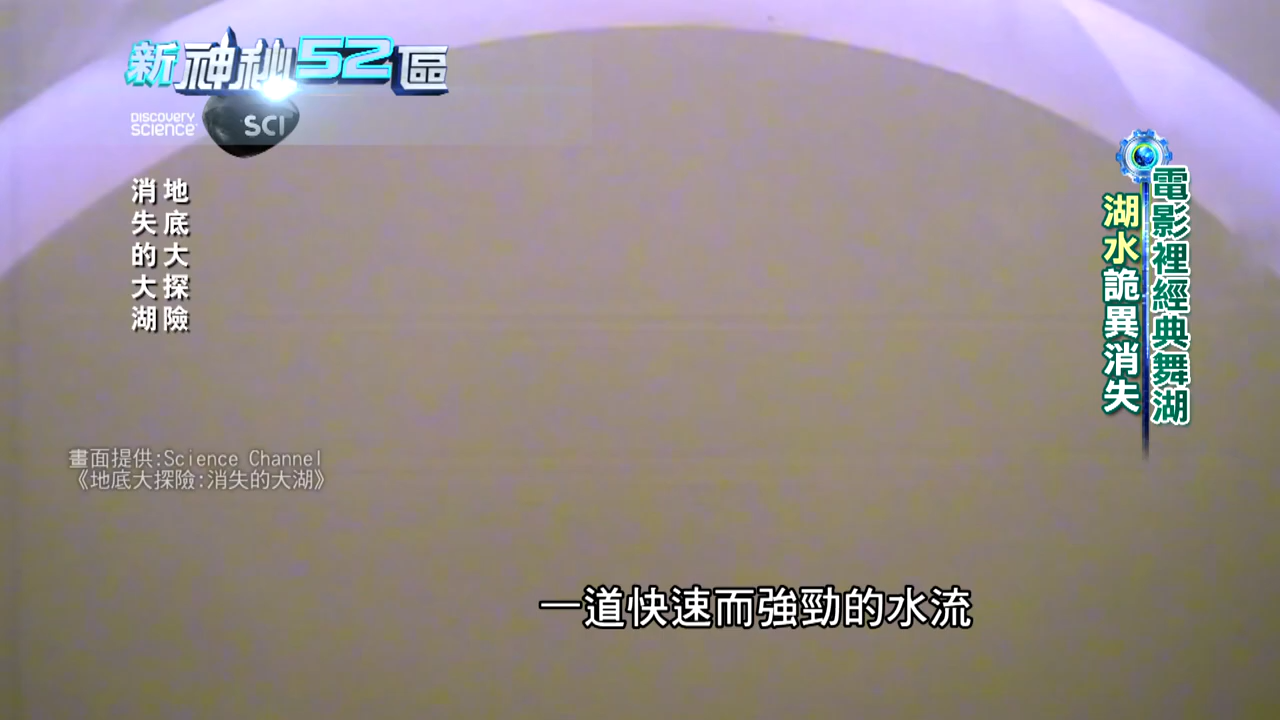 新神秘52區
DISCOVERY
SCIENCE
SCI
地底大探險
消失的大湖
電影裡經典舞湖
湖水詭異消失
畫面提供:Science Channel
《地底大探險:消失的大湖》
一道快速而強勁的水流